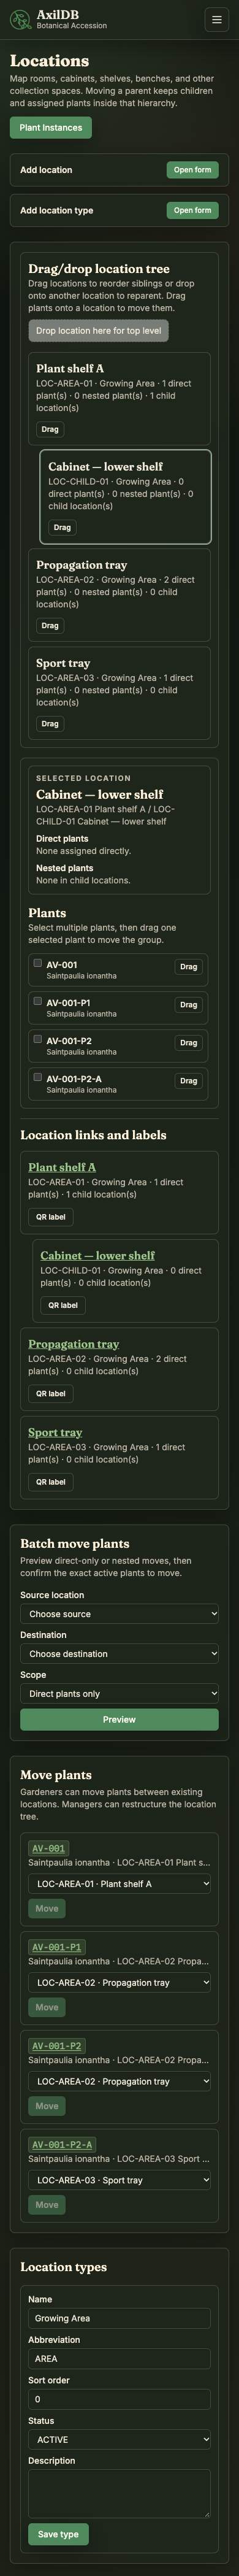 AxilDB
Botanical Accession
Locations
Map rooms, cabinets, shelves, benches, and other
collection spaces. Moving a parent keeps children
and assigned plants inside that hierarchy.
Plant Instances
Add location
Open form
Add location type
Open form
Drag/drop location tree
Drag locations to reorder siblings or drop
onto another location to reparent. Drag
plants onto a location to move them.
Drop location here for top level
Plant shelf A
LOC-AREA-01 · Growing Area · 1 direct
plant(s) · 0 nested plant(s) · 1 child
location(s)
Drag
Cabinet — lower shelf
LOC-CHILD-01 · Growing Area · 0
direct plant(s) · 0 nested plant(s) · 0
child location(s)
Drag
Propagation tray
LOC-AREA-02 · Growing Area · 2 direct
plant(s) · 0 nested plant(s) · 0 child
location(s)
Drag
Sport tray
LOC-AREA-03 · Growing Area · 1 direct
plant(s) · 0 nested plant(s) · 0 child
location(s)
Drag
SELECTED LOCATION
Cabinet — lower shelf
LOC-AREA-01 Plant shelf A / LOC-
CHILD-01 Cabinet — lower shelf
Direct plants
None assigned directly.
Nested plants
None in child locations.
Plants
Select multiple plants, then drag one
selected plant to move the group.
AV-001
Saintpaulia ionantha
Drag
AV-001-P1
Saintpaulia ionantha
Drag
AV-001-P2
Saintpaulia ionantha
Drag
AV-001-P2-A
Saintpaulia ionantha
Drag
Location links and labels
Plant shelf A
LOC-AREA-01 · Growing Area · 1 direct
plant(s) · 1 child location(s)
QR label
Cabinet — lower shelf
LOC-CHILD-01 · Growing Area · 0 direct
plant(s) · 0 child location(s)
QR label
Propagation tray
LOC-AREA-02 · Growing Area · 2 direct
plant(s) · 0 child location(s)
QR label
Sport tray
LOC-AREA-03 · Growing Area · 1 direct
plant(s) · 0 child location(s)
QR label
Batch move plants
Preview direct-only or nested moves, then
confirm the exact active plants to move.
Source location
Choose source
Destination
Choose destination
Scope
Direct plants only
Preview
Move plants
Gardeners can move plants between existing
locations. Managers can restructure the location
tree.
AV-001
Saintpaulia ionantha · LOC-AREA-01 Plant s...
LOC-AREA-01 · Plant shelf A
Move
AV-001-P1
Saintpaulia ionantha · LOC-AREA-02 Propa...
LOC-AREA-02 · Propagation tray
Move
AV-001-P2
Saintpaulia ionantha · LOC-AREA-02 Propa...
LOC-AREA-02 · Propagation tray
Move
AV-001-P2-A
Saintpaulia ionantha · LOC-AREA-03 Sport ...
LOC-AREA-03 · Sport tray
Move
Location types
Name
Growing Area
Abbreviation
AREA
Sort order
0
Status
ACTIVE
Description
Save type